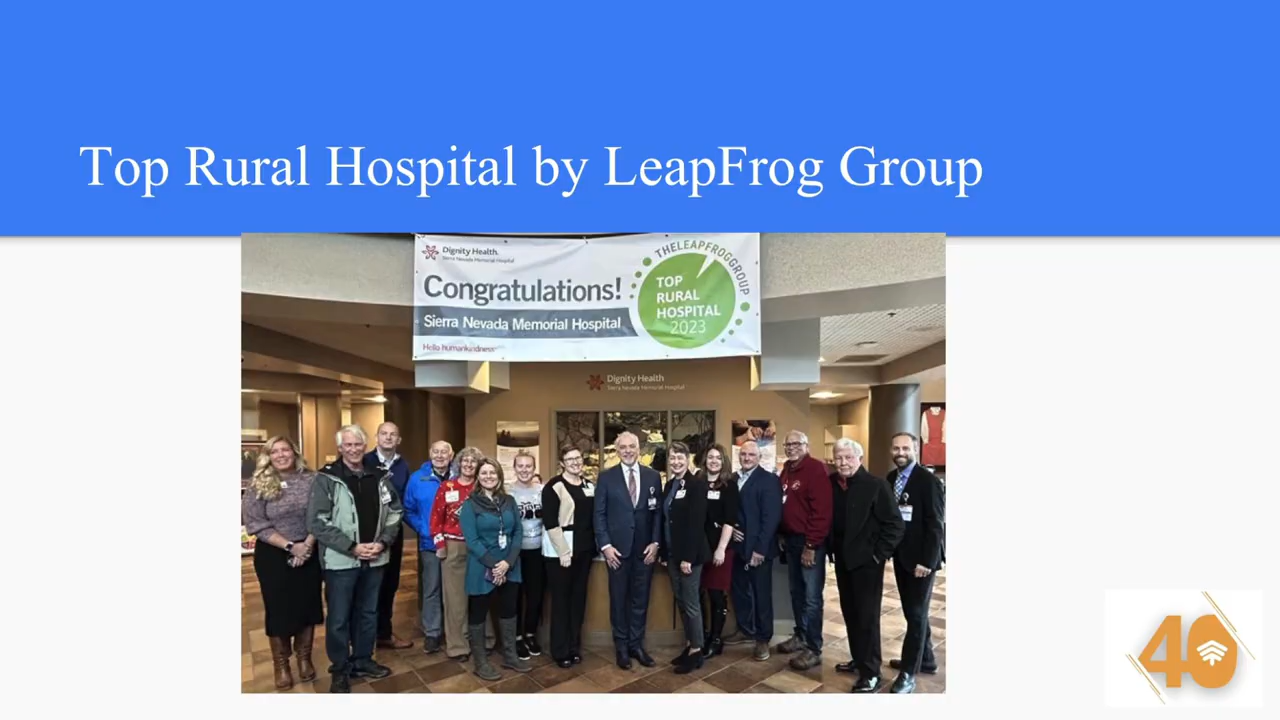 Top Rural Hospital by LeapFrog Group
Dignity Health.
Sierra Nevada Memorial Hospital
Congratulations!
Sierra Nevada Memorial Hospital
Hello humankindness
THE LEAPFROG GROUP
TOP
RURAL
HOSPITAL
2023
Dignity Health
Sierra Nevada Memorial Hospital
40